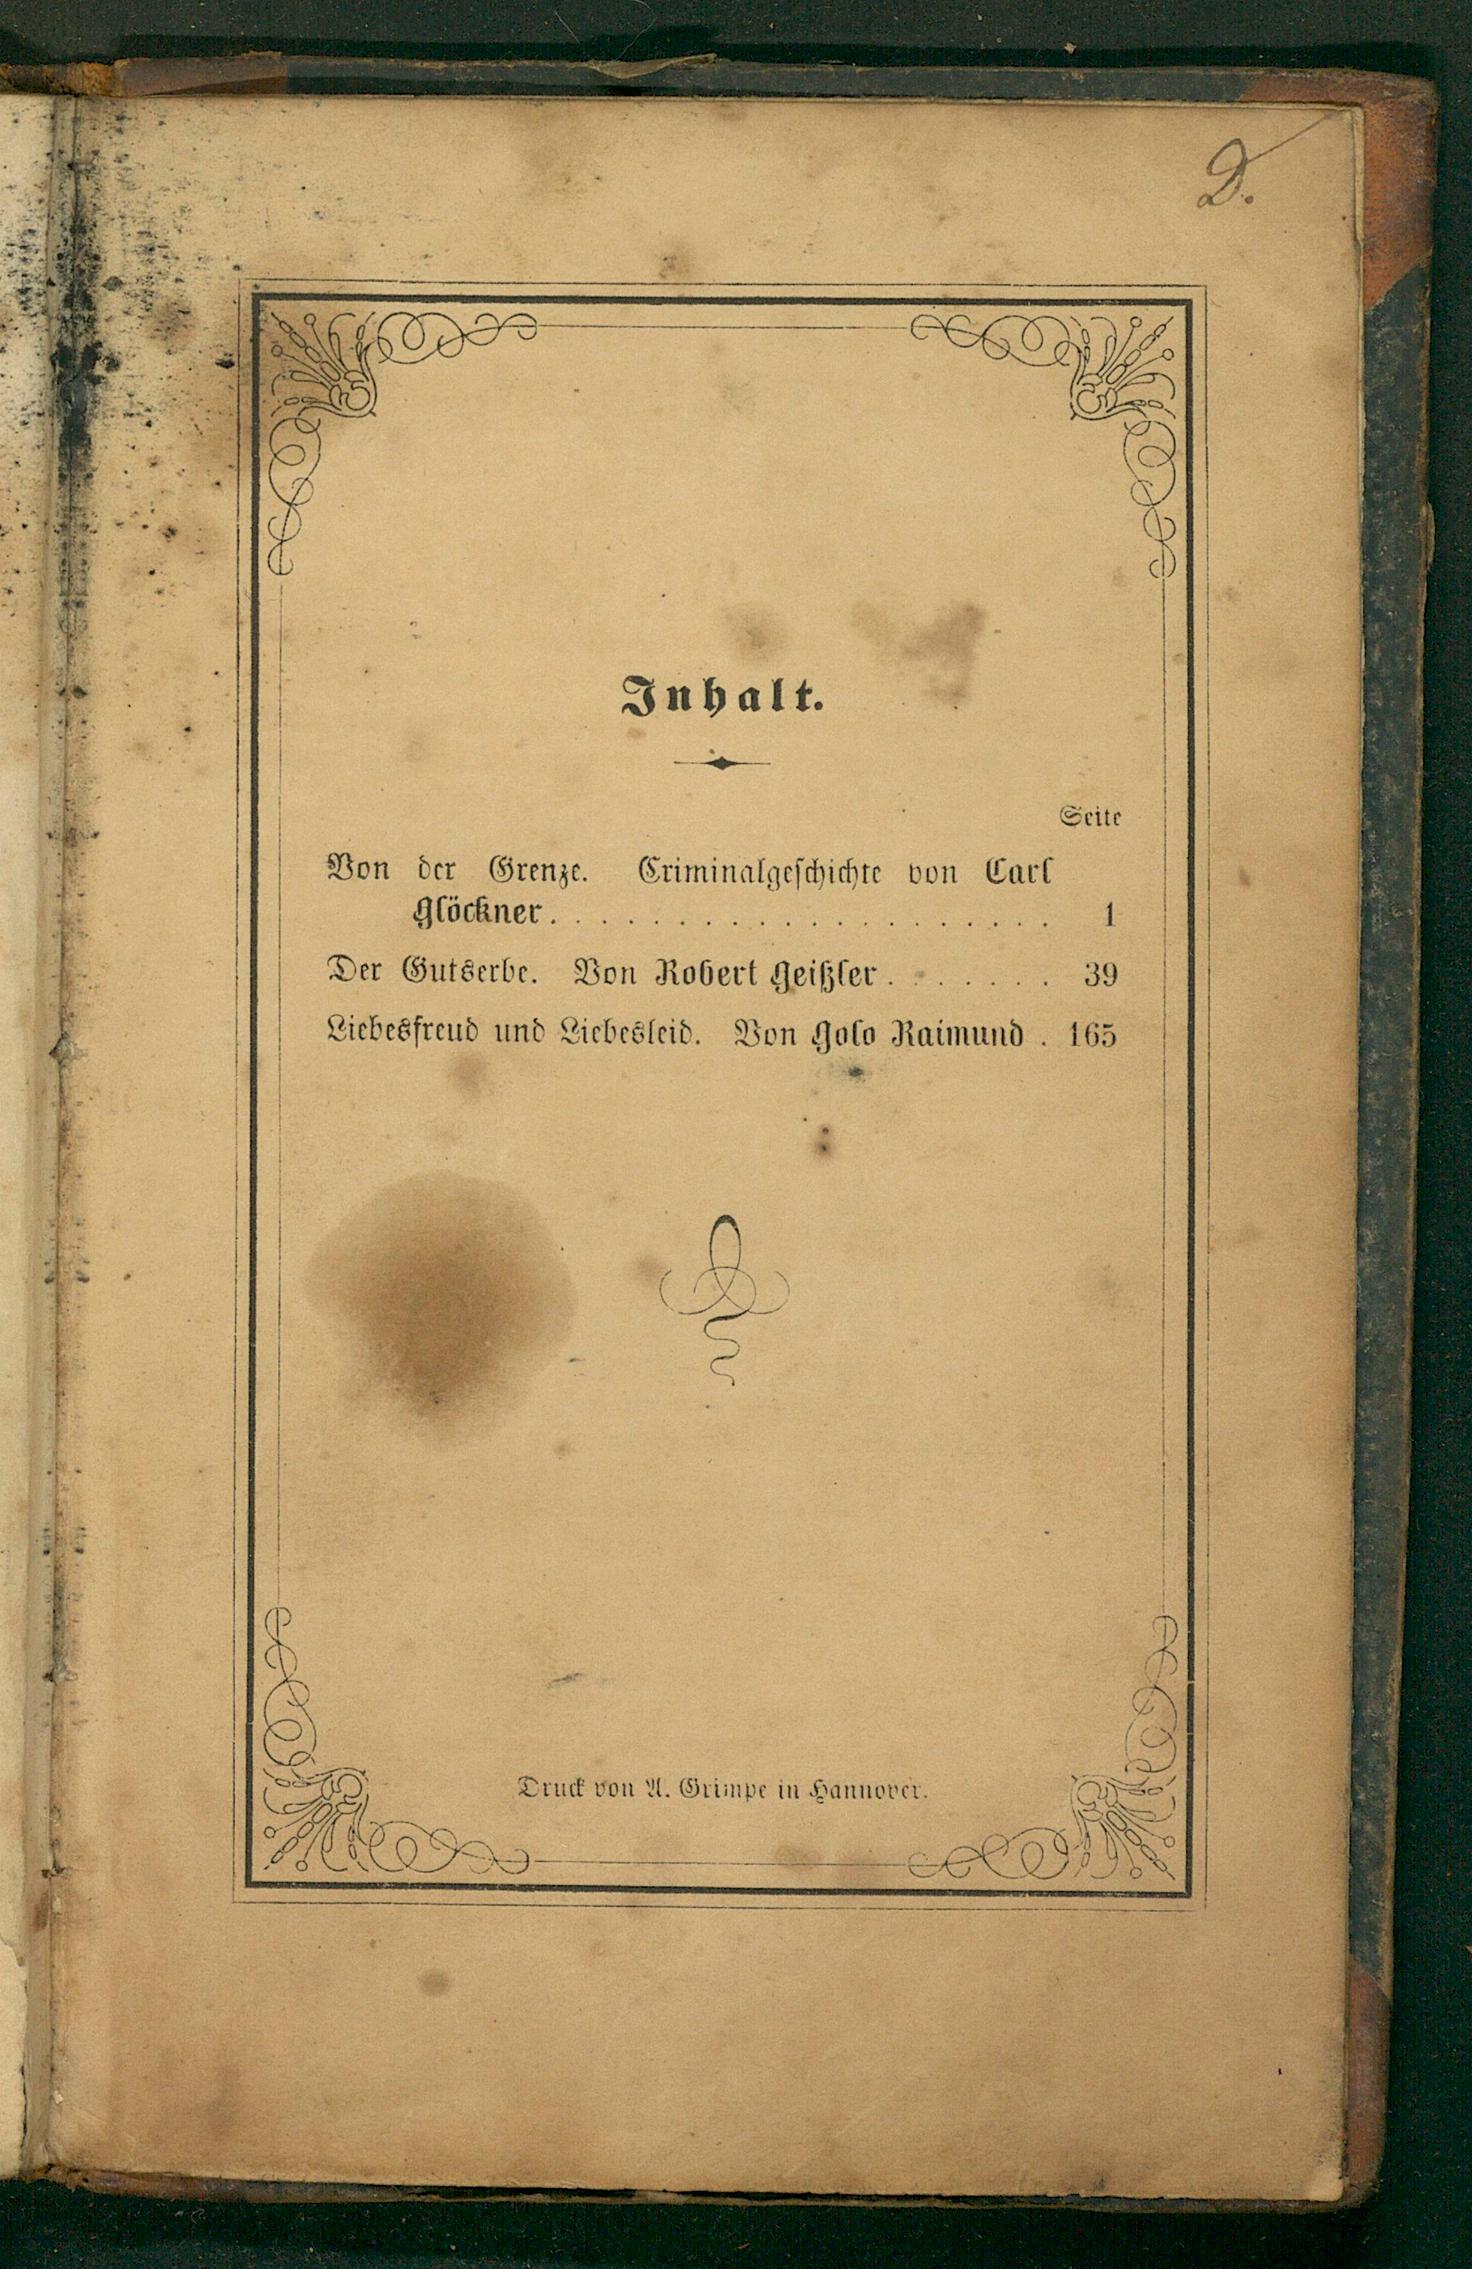 D.
Inhalt.
Seite
Von der Grenze. Criminalgeschichte von Carl
Glöckner. . . . . . . . . . . . . . . . . . . . . 1
Der Gutserbe. Von Robert Geißler . . . . . . . 39
Liebesfreud und Liebesleid. Von Golo Raimund . 165
Druck von A. Grimpe in Hannover.